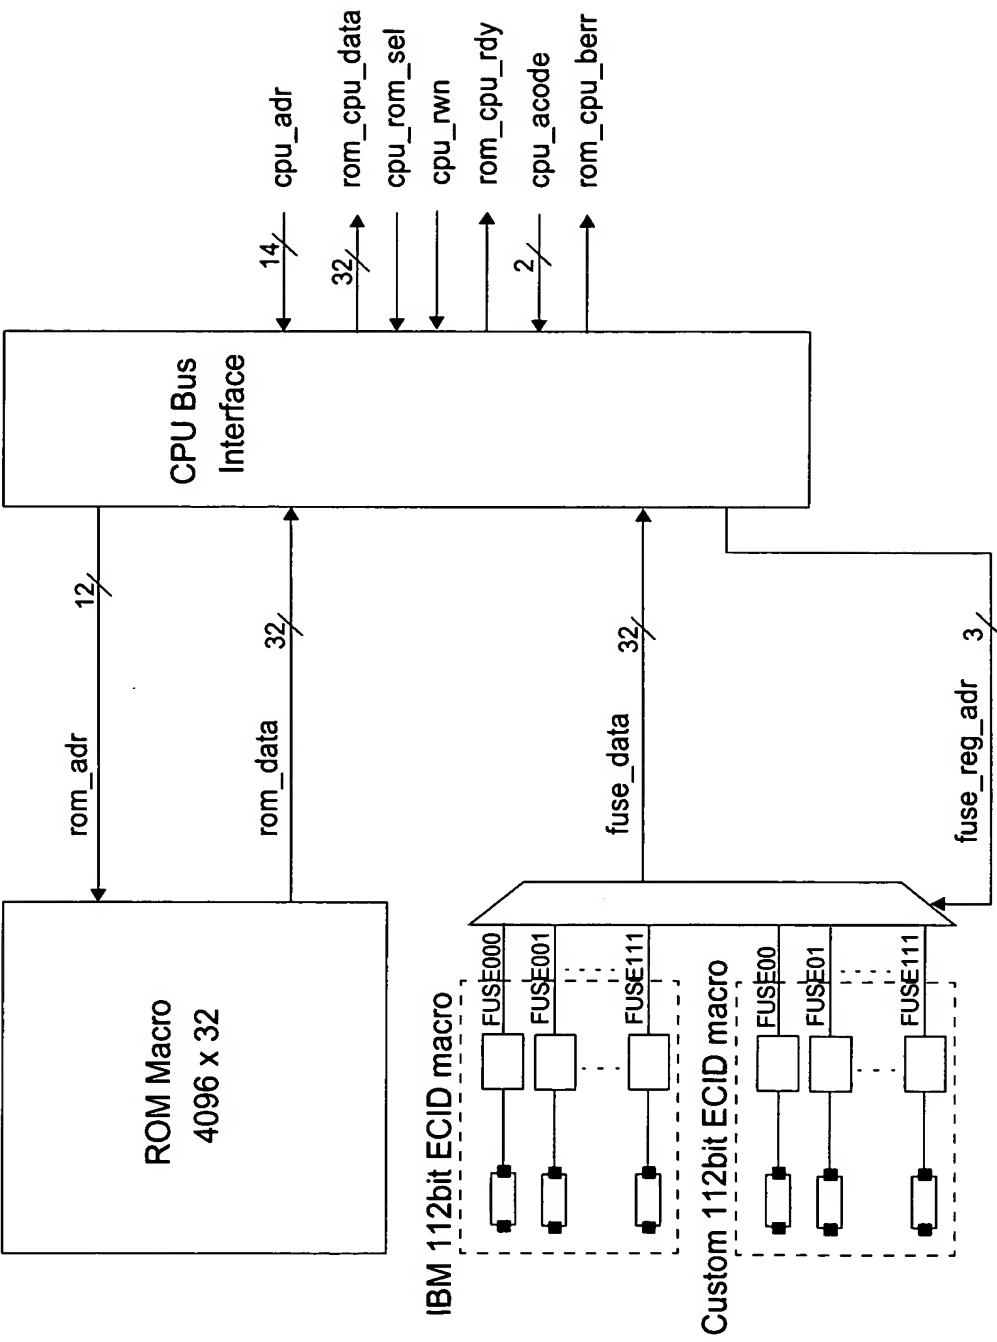 ROM Macro
4096 x 32
rom_adr
12
rom_data
32
CPU Bus
Interface
14
cpu_adr
32
rom_cpu_data
cpu_rom_sel
cpu_rwn
rom_cpu_rdy
2
cpu_acode
rom_cpu_berr
IBM 112bit ECID macro
FUSE000
FUSE001
FUSE111
fuse_data
32
Custom 112bit ECID macro
FUSE00
FUSE01
FUSE111
fuse_reg_adr
3